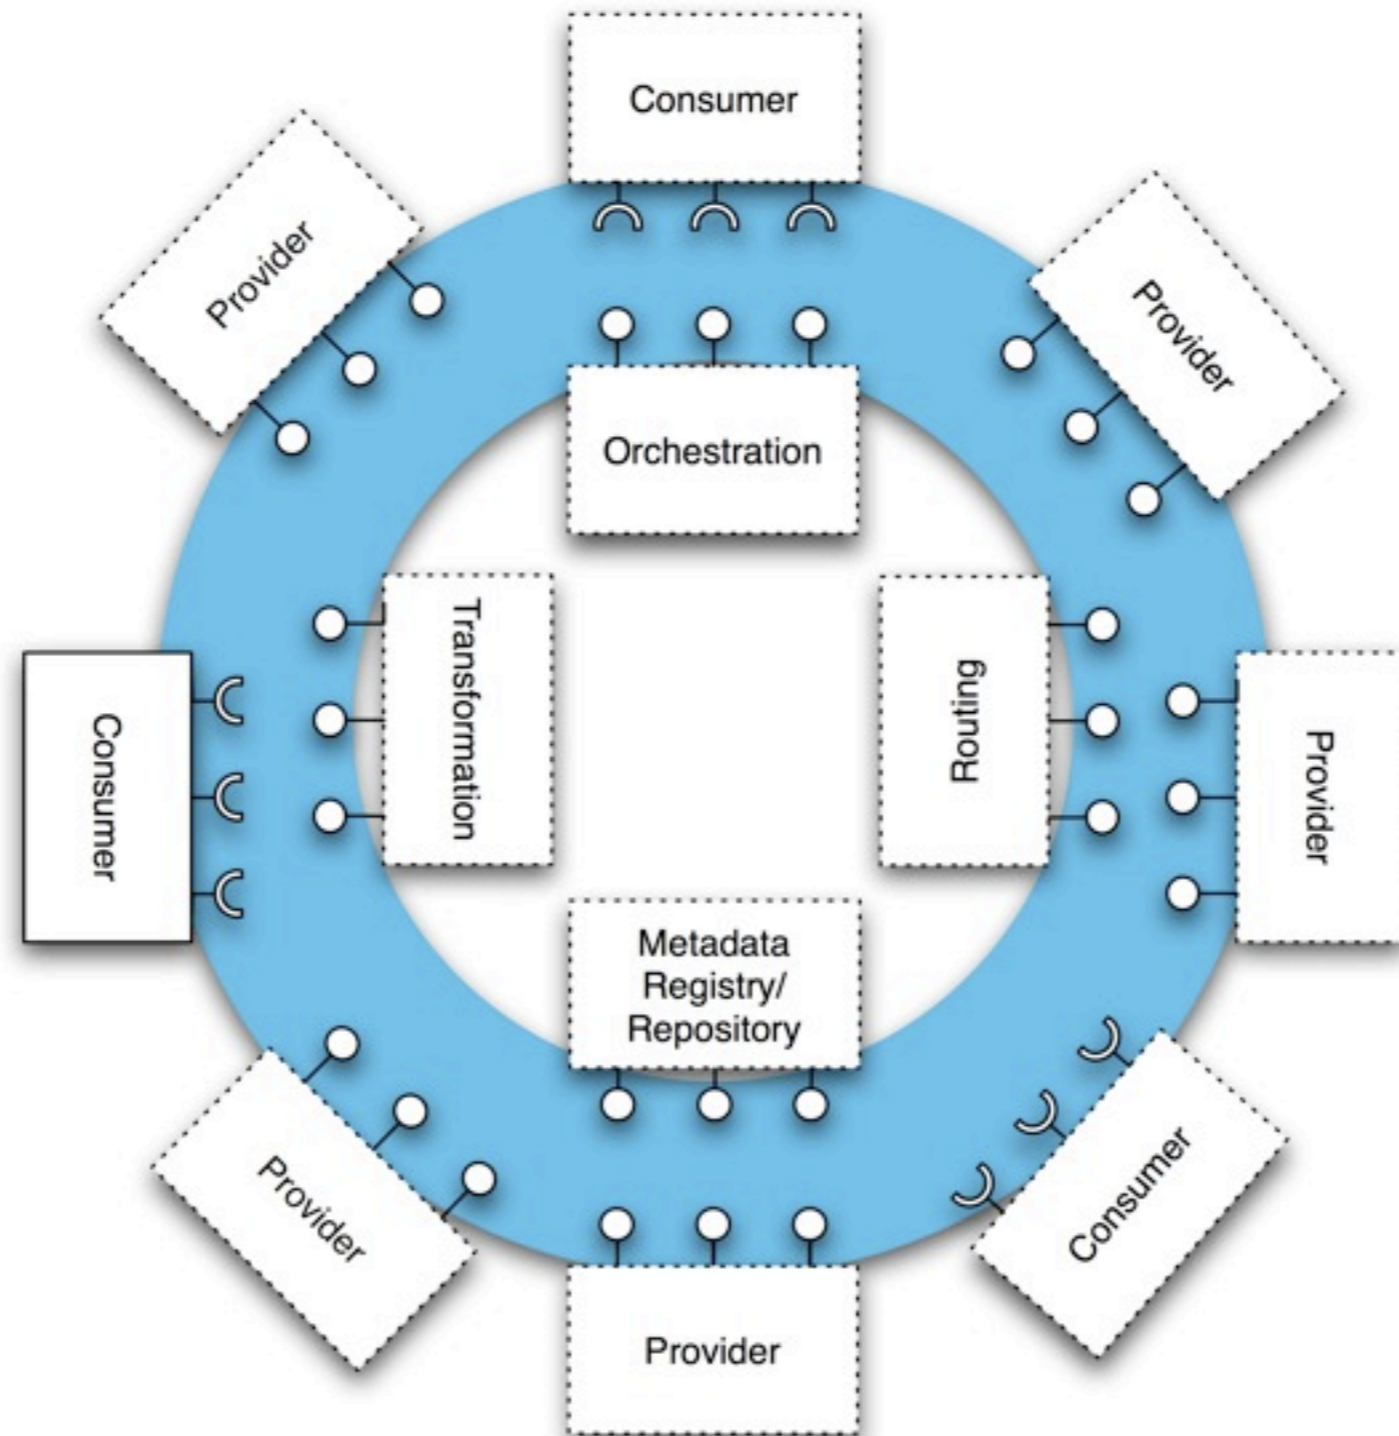 Consumer
Provider
Provider
Orchestration
Transformation
Routing
Consumer
Provider
Metadata
Registry/
Repository
Provider
Consumer
Provider